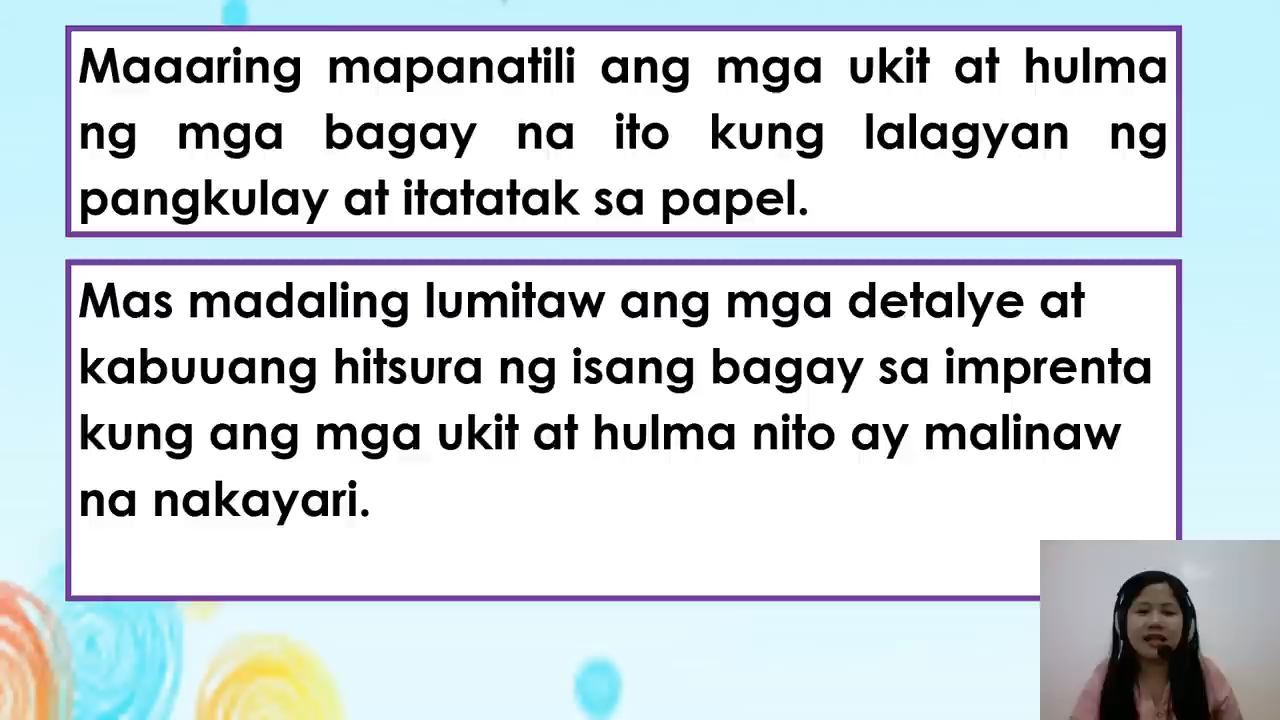 Maaaring mapanatili ang mga ukit at hulma
ng mga bagay na ito kung lalagyan ng
pangkulay at itatatak sa papel.
Mas madaling lumitaw ang mga detalye at
kabuuang hitsura ng isang bagay sa imprenta
kung ang mga ukit at hulma nito ay malinaw
na nakayari.